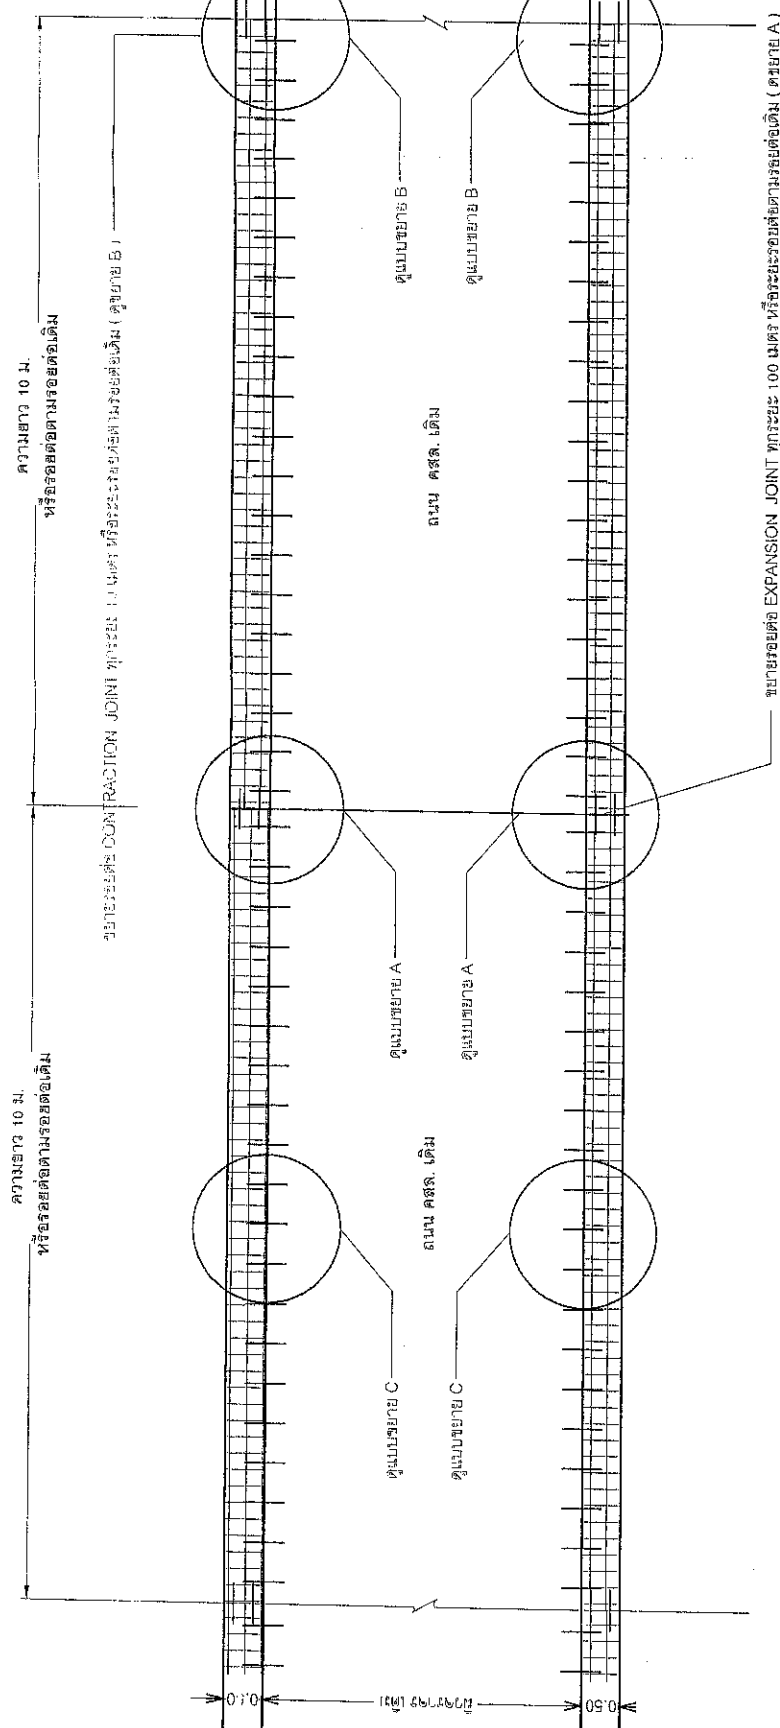 ความยาว 10 ม.
หรือรอยต่อตามรอยต่อเดิม
ความยาว 10 ม.
หรือรอยต่อตามรอยต่อเดิม
ขยายรอยต่อ CONTRACTION JOINT ทุกระยะ 10 เมตร หรือระยะรอยต่อตามรอยต่อเดิม ( ดูขยาย B )
ดูแบบขยาย C
ดูแบบขยาย A
ดูแบบขยาย B
ถนน คสล. เดิม
ถนน คสล. เดิม
ดูแบบขยาย C
ดูแบบขยาย A
ดูแบบขยาย B
ผิวจราจรเดิม
0.50
ขยายรอยต่อ EXPANSION JOINT ทุกระยะ 100 เมตร หรือระยะรอยต่อตามรอยต่อเดิม ( ดูขยาย A )